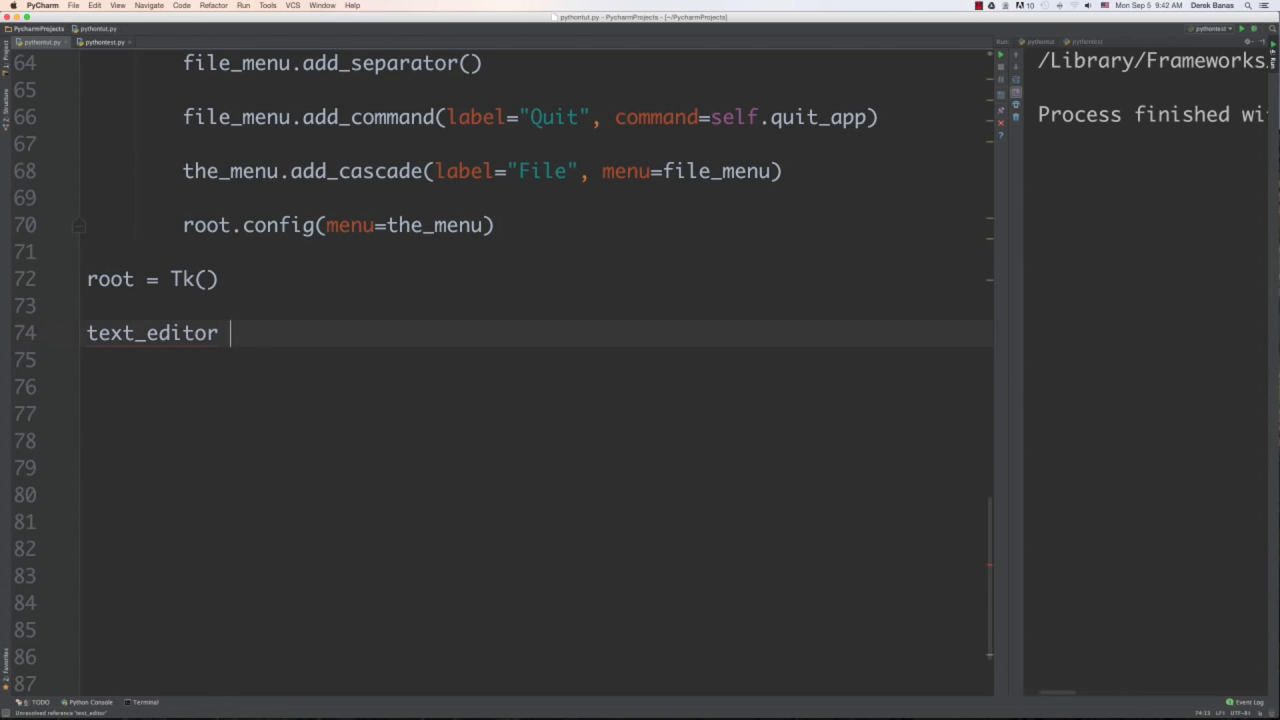 PyCharm File Edit View Navigate Code Refactor Run Tools VCS Window Help 10 Mon Sep 5 9:42 AM Derek Banas
pythontut.py - PycharmProjects - [~/PycharmProjects]
PycharmProjects pythontut.py pythontest
pythontut.py pythontest.py Run: pythontut pythontest
64 file_menu.add_separator() /Library/Frameworks
65
66 file_menu.add_command(label="Quit", command=self.quit_app) Process finished wi
67
68 the_menu.add_cascade(label="File", menu=file_menu)
69
70 root.config(menu=the_menu)
71
72 root = Tk()
73
74 text_editor
75
76
77
78
79
80
81
82
83
84
85
86
87
1: Project
7: Structure
2: Favorites
Run
6: TODO Python Console Terminal Event Log
Unresolved reference 'text_editor' 74:13 UTF-8